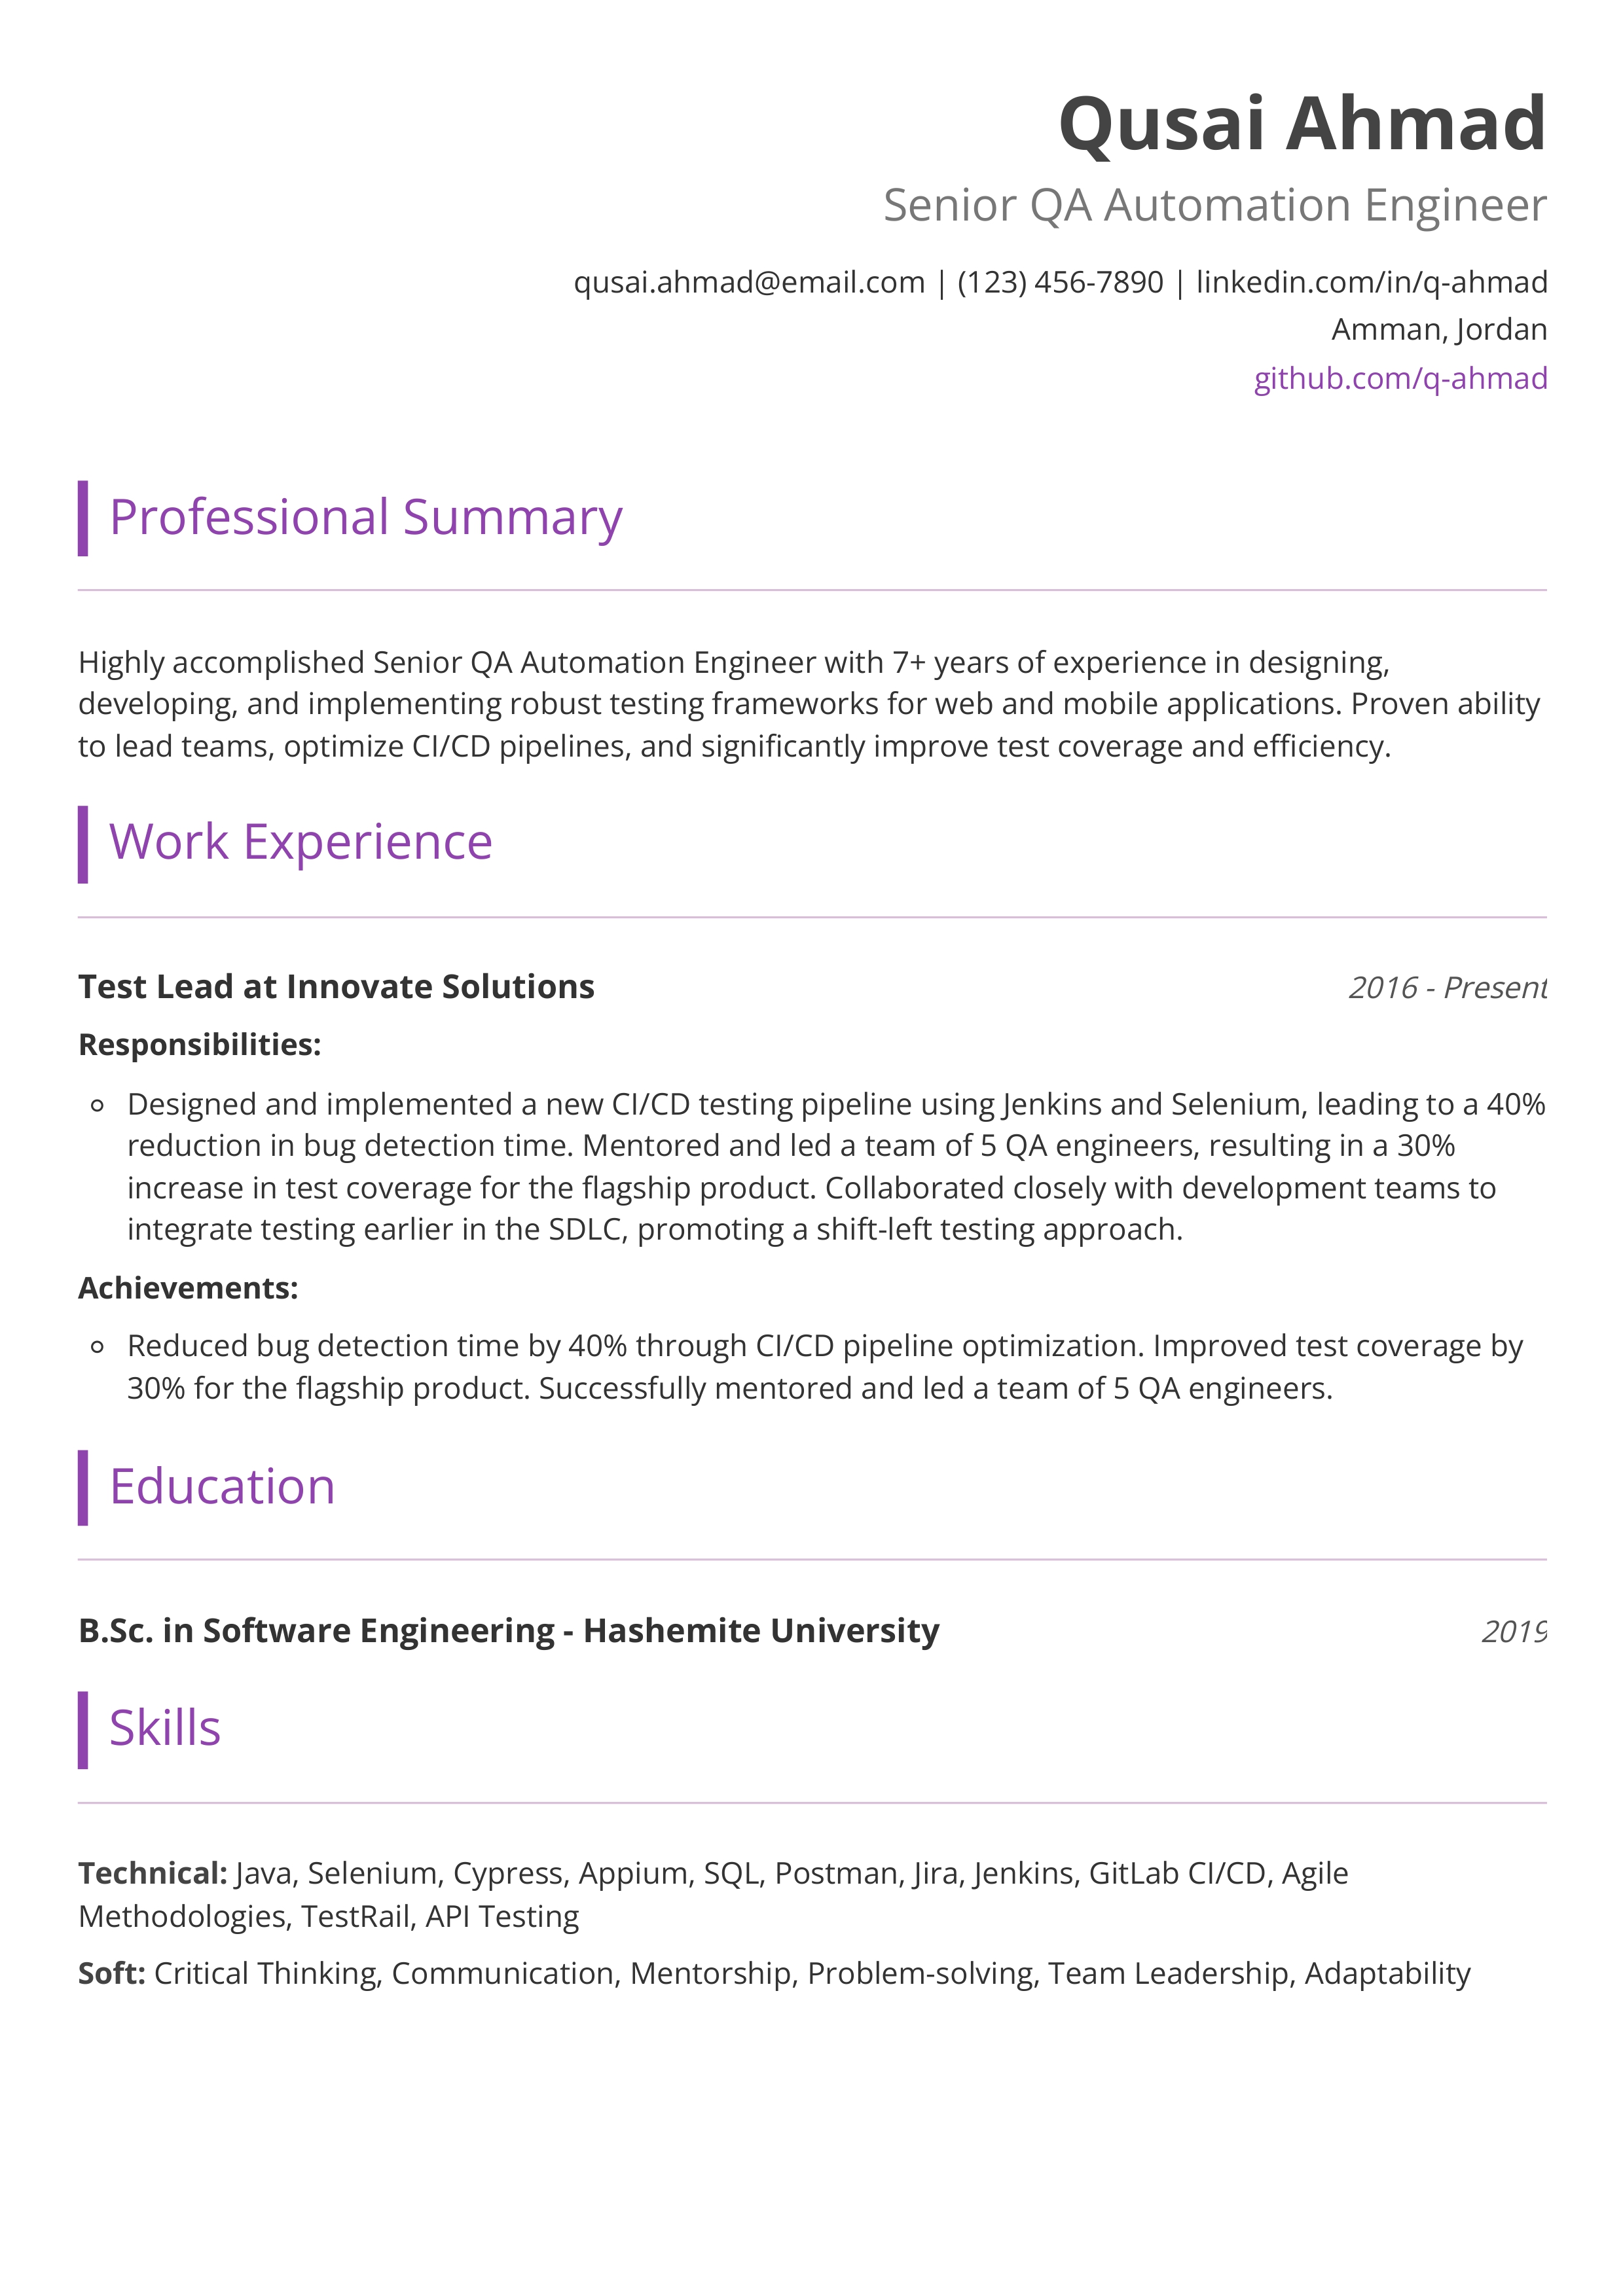 Qusai Ahmad
Senior QA Automation Engineer
qusai.ahmad@email.com | (123) 456-7890 | linkedin.com/in/q-ahmad
Amman, Jordan
github.com/q-ahmad
Professional Summary
Highly accomplished Senior QA Automation Engineer with 7+ years of experience in designing,
developing, and implementing robust testing frameworks for web and mobile applications. Proven ability
to lead teams, optimize CI/CD pipelines, and significantly improve test coverage and efficiency.
Work Experience
Test Lead at Innovate Solutions 2016 - Present
Responsibilities:
Designed and implemented a new CI/CD testing pipeline using Jenkins and Selenium, leading to a 40%
reduction in bug detection time. Mentored and led a team of 5 QA engineers, resulting in a 30%
increase in test coverage for the flagship product. Collaborated closely with development teams to
integrate testing earlier in the SDLC, promoting a shift-left testing approach.
Achievements:
Reduced bug detection time by 40% through CI/CD pipeline optimization. Improved test coverage by
30% for the flagship product. Successfully mentored and led a team of 5 QA engineers.
Education
B.Sc. in Software Engineering - Hashemite University 2019
Skills
Technical: Java, Selenium, Cypress, Appium, SQL, Postman, Jira, Jenkins, GitLab CI/CD, Agile
Methodologies, TestRail, API Testing
Soft: Critical Thinking, Communication, Mentorship, Problem-solving, Team Leadership, Adaptability